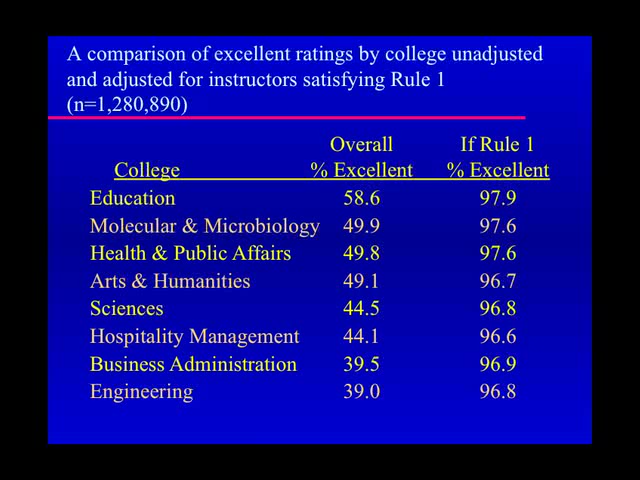 A comparison of excellent ratings by college unadjusted
and adjusted for instructors satisfying Rule 1
(n=1,280,890)
Overall If Rule 1
College % Excellent % Excellent
Education 58.6 97.9
Molecular & Microbiology 49.9 97.6
Health & Public Affairs 49.8 97.6
Arts & Humanities 49.1 96.7
Sciences 44.5 96.8
Hospitality Management 44.1 96.6
Business Administration 39.5 96.9
Engineering 39.0 96.8